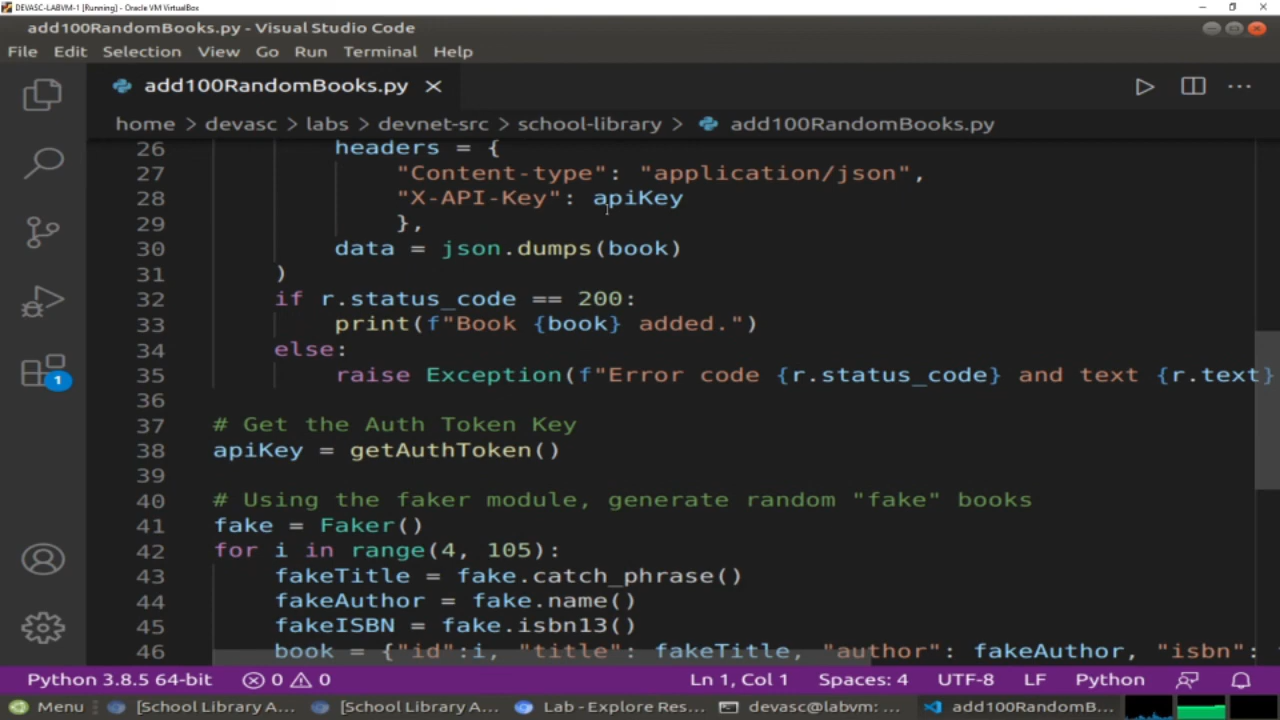 DEVASC-LABVM-1 [Running] - Oracle VM VirtualBox
add100RandomBooks.py - Visual Studio Code
File Edit Selection View Go Run Terminal Help
add100RandomBooks.py
home > devasc > labs > devnet-src > school-library > add100RandomBooks.py
26 headers = {
27 "Content-type": "application/json",
28 "X-API-Key": apiKey
29 },
30 data = json.dumps(book)
31 )
32 if r.status_code == 200:
33 print(f"Book {book} added.")
34 else:
35 raise Exception(f"Error code {r.status_code} and text {r.text}
36
37 # Get the Auth Token Key
38 apiKey = getAuthToken()
39
40 # Using the faker module, generate random "fake" books
41 fake = Faker()
42 for i in range(4, 105):
43 fakeTitle = fake.catch_phrase()
44 fakeAuthor = fake.name()
45 fakeISBN = fake.isbn13()
46 book = {"id":i, "title": fakeTitle, "author": fakeAuthor, "isbn":
1
Python 3.8.5 64-bit 0 0 Ln 1, Col 1 Spaces: 4 UTF-8 LF Python
Menu [School Library A... [School Library A... Lab - Explore Res... devasc@labvm: ... add100RandomB...